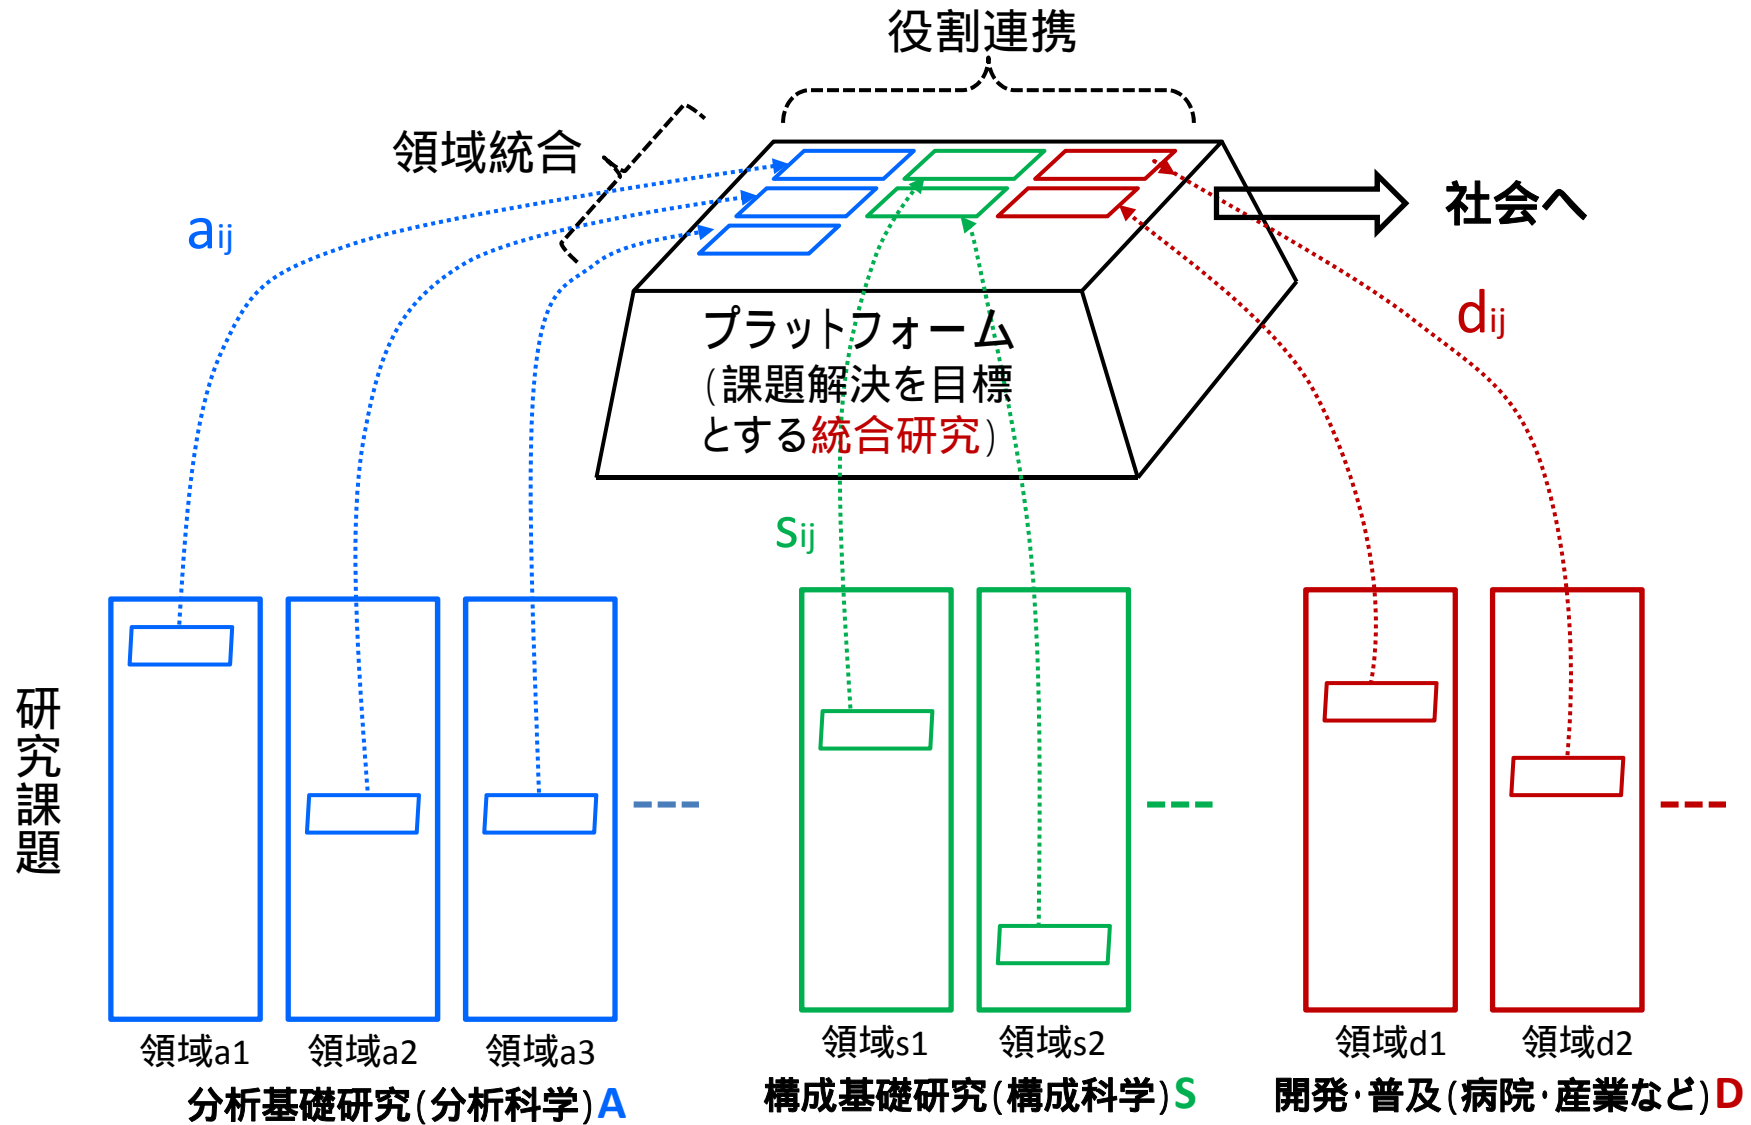 役割連携
領域統合
aij
社会へ
dij
プラットフォーム
(課題解決を目標
とする統合研究)
sij
研究課題
領域a1
領域a2
領域a3
領域s1
領域s2
領域d1
領域d2
分析基礎研究(分析科学)A
構成基礎研究(構成科学)S
開発・普及(病院・産業など)D